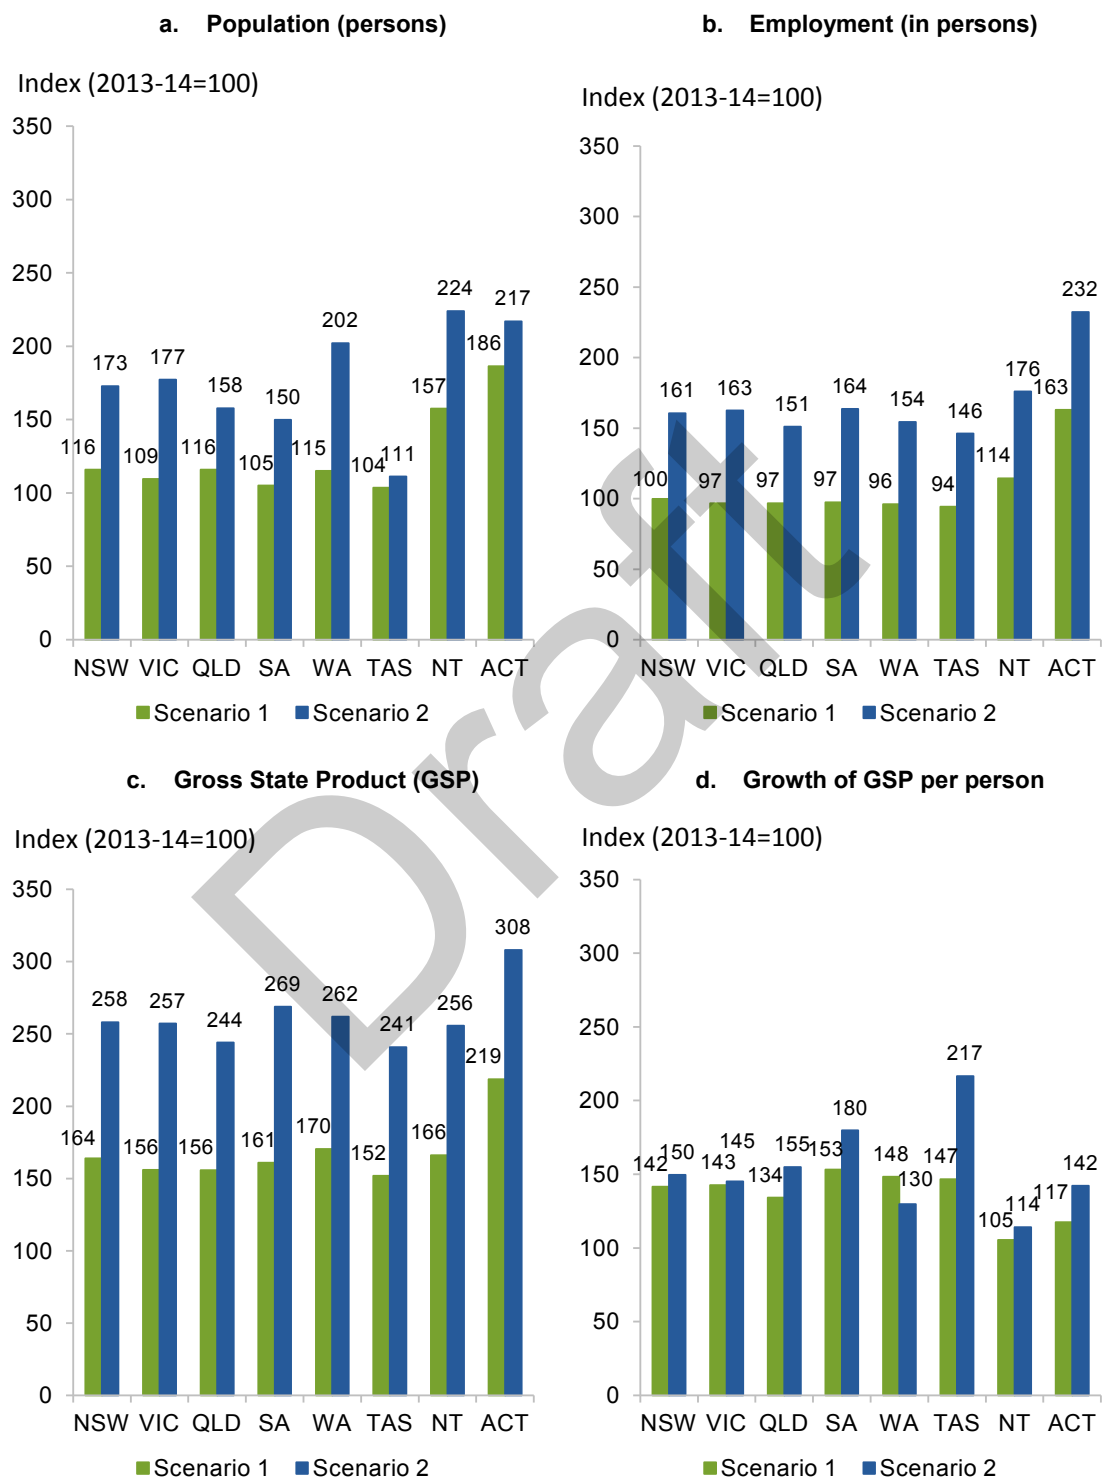 a. Population (persons)
Index (2013-14=100)
350
300
250
200
150
100
50
0
116 173 109 177 116 158 105 150 115 202 104 111 157 224 186 217
NSW VIC QLD SA WA TAS NT ACT
Scenario 1 Scenario 2
b. Employment (in persons)
Index (2013-14=100)
350
300
250
200
150
100
50
0
100 161 97 163 97 151 97 164 96 154 94 146 114 176 163 232
NSW VIC QLD SA WA TAS NT ACT
Scenario 1 Scenario 2
c. Gross State Product (GSP)
Index (2013-14=100)
350
300
250
200
150
100
50
0
164 258 156 257 156 244 161 269 170 262 152 241 166 256 219 308
NSW VIC QLD SA WA TAS NT ACT
Scenario 1 Scenario 2
d. Growth of GSP per person
Index (2013-14=100)
350
300
250
200
150
100
50
0
142 150 143 145 134 155 153 180 148 130 147 217 105 114 117 142
NSW VIC QLD SA WA TAS NT ACT
Scenario 1 Scenario 2
Draft